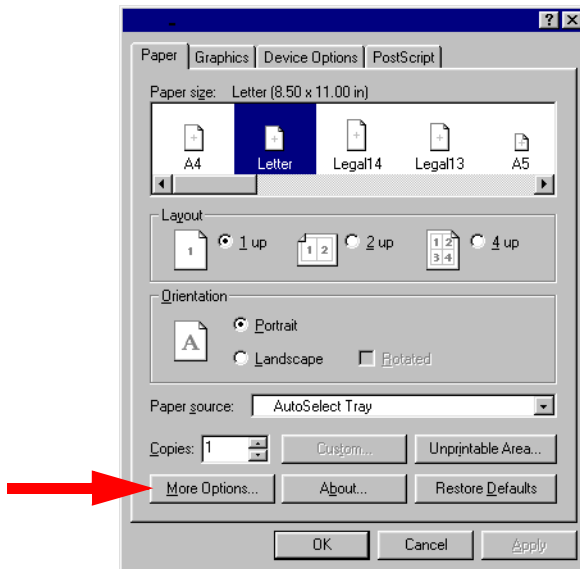 Paper Graphics Device Options PostScript
Paper size: Letter (8.50 x 11.00 in)
A4 Letter Legal14 Legal13 A5
Layout
1 1 up 1 2 2 up 1 2 3 4 4 up
Orientation
A Portrait
Landscape Rotated
Paper source: AutoSelect Tray
Copies: 1 Custom... Unprintable Area...
More Options... About... Restore Defaults
OK Cancel Apply